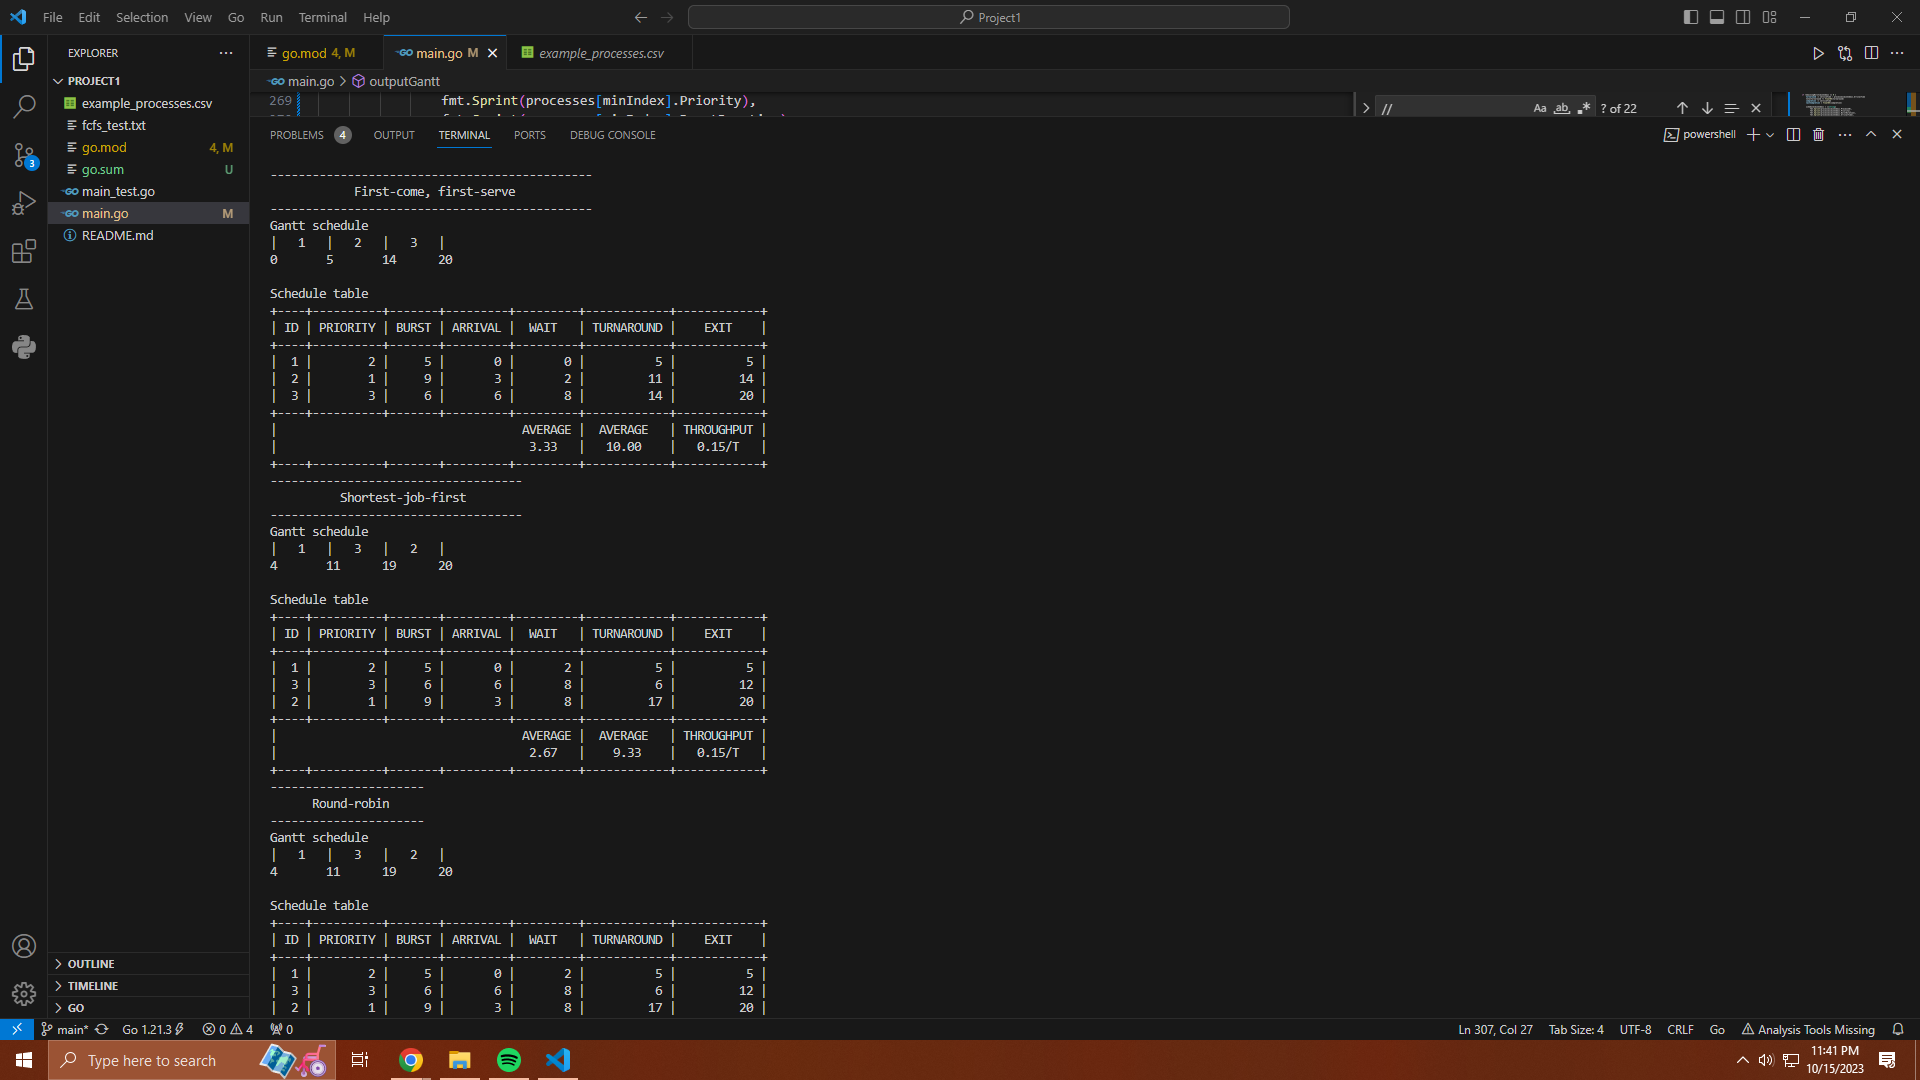 File Edit Selection View Go Run Terminal Help
Project1
EXPLORER
go.mod 4, M
main.go M
example_processes.csv
PROJECT1
example_processes.csv
fcfs_test.txt
go.mod 4, M
go.sum U
main_test.go
main.go M
README.md
main.go > outputGantt
269 fmt.Sprint(processes[minIndex].Priority),
// Aa ab ? of 22
PROBLEMS 4 OUTPUT TERMINAL PORTS DEBUG CONSOLE
powershell
----------------------------------------------
First-come, first-serve
----------------------------------------------
Gantt schedule
| 1 | 2 | 3 |
0 5 14 20
Schedule table
+----+----------+-------+---------+---------+------------+------------+
| ID | PRIORITY | BURST | ARRIVAL | WAIT | TURNAROUND | EXIT |
+----+----------+-------+---------+---------+------------+------------+
| 1 | 2 | 5 | 0 | 0 | 5 | 5 |
| 2 | 1 | 9 | 3 | 2 | 11 | 14 |
| 3 | 3 | 6 | 6 | 8 | 14 | 20 |
+----+----------+-------+---------+---------+------------+------------+
| AVERAGE | AVERAGE | THROUGHPUT |
| 3.33 | 10.00 | 0.15/T |
+----+----------+-------+---------+---------+------------+------------+
------------------------------------
Shortest-job-first
------------------------------------
Gantt schedule
| 1 | 3 | 2 |
4 11 19 20
Schedule table
+----+----------+-------+---------+---------+------------+------------+
| ID | PRIORITY | BURST | ARRIVAL | WAIT | TURNAROUND | EXIT |
+----+----------+-------+---------+---------+------------+------------+
| 1 | 2 | 5 | 0 | 2 | 5 | 5 |
| 3 | 3 | 6 | 6 | 8 | 6 | 12 |
| 2 | 1 | 9 | 3 | 8 | 17 | 20 |
+----+----------+-------+---------+---------+------------+------------+
| AVERAGE | AVERAGE | THROUGHPUT |
| 2.67 | 9.33 | 0.15/T |
+----+----------+-------+---------+---------+------------+------------+
----------------------
Round-robin
----------------------
Gantt schedule
| 1 | 3 | 2 |
4 11 19 20
Schedule table
+----+----------+-------+---------+---------+------------+------------+
| ID | PRIORITY | BURST | ARRIVAL | WAIT | TURNAROUND | EXIT |
+----+----------+-------+---------+---------+------------+------------+
| 1 | 2 | 5 | 0 | 2 | 5 | 5 |
| 3 | 3 | 6 | 6 | 8 | 6 | 12 |
| 2 | 1 | 9 | 3 | 8 | 17 | 20 |
OUTLINE
TIMELINE
GO
3
main* Go 1.21.3 0 4 0
Ln 307, Col 27 Tab Size: 4 UTF-8 CRLF Go Analysis Tools Missing
Type here to search
11:41 PM
10/15/2023